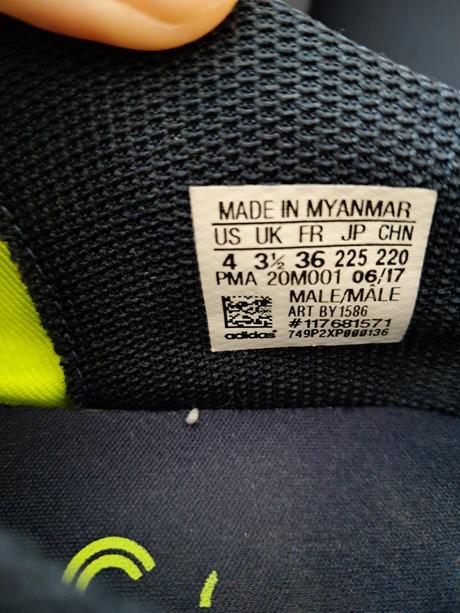 MADE IN MYANMAR
US UK FR JP CHN
4 3½ 36 225 220
PMA 20M001 06/17
MALE/MÂLE
ART BY1586
#117681571
adidas 749P2XP000136